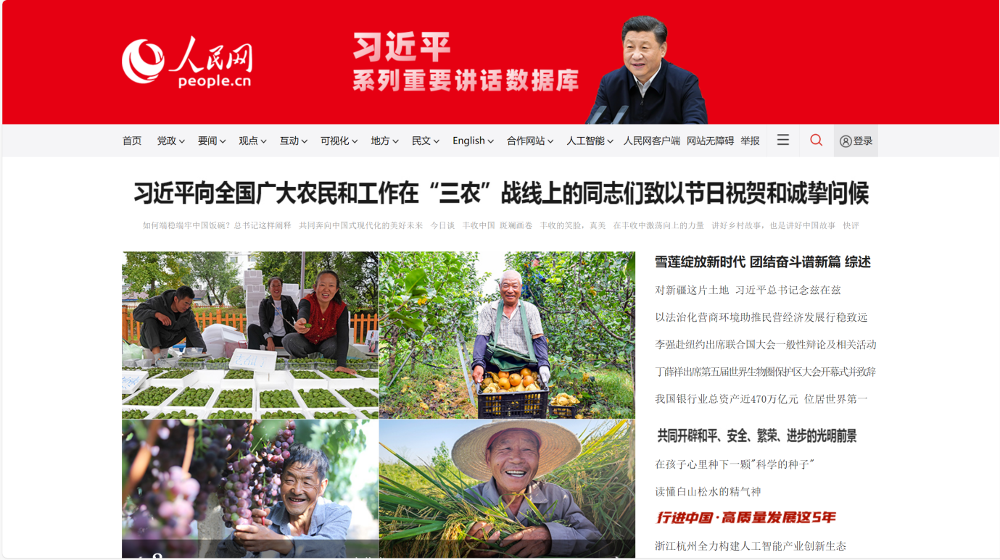 人民网
people.cn
习近平
系列重要讲话数据库
首页 党政 要闻 观点 互动 可视化 地方 民文 English 合作网站 人工智能 人民网客户端 网站无障碍 举报 登录
习近平向全国广大农民和工作在“三农”战线上的同志们致以节日祝贺和诚挚问候
如何端稳端牢中国饭碗？总书记这样阐释 共同奔向中国式现代化的美好未来 今日谈 丰收中国 斑斓画卷 丰收的笑脸，真美 在丰收中激荡向上的力量 讲好乡村故事，也是讲好中国故事 快评
雪莲绽放新时代 团结奋斗谱新篇 综述
对新疆这片土地 习近平总书记念兹在兹
以法治化营商环境助推民营经济发展行稳致远
李强赴纽约出席联合国大会一般性辩论及相关活动
丁薛祥出席第五届世界生物圈保护区大会开幕式并致辞
我国银行业总资产近470万亿元 位居世界第一
共同开辟和平、安全、繁荣、进步的光明前景
在孩子心里种下一颗"科学的种子"
读懂白山松水的精气神
行进中国·高质量发展这5年
浙江杭州全力构建人工智能产业创新生态